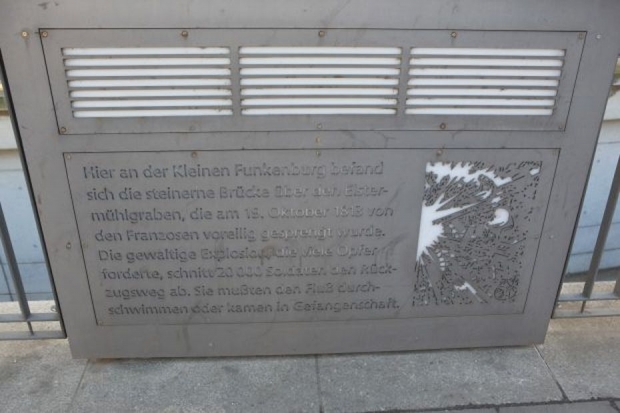 Hier an der Kleinen Funkenburg befand
sich die steinerne Brücke über den Elster-
mühlgraben, die am 19. Oktober 1813 von
den Franzosen voreilig gesprengt wurde.
Die gewaltige Explosion, die viele Opfer
forderte, schnitt 20 000 Soldaten den Rück-
zugsweg ab. Sie mußten den Fluß durch-
schwimmen oder kamen in Gefangenschaft.